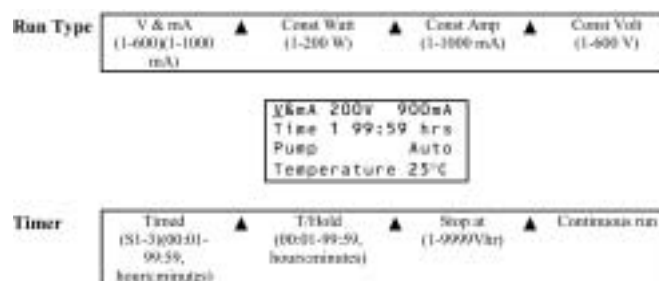 Run Type
V & mA
(1-600)(1-1000
mA)
▲
Const Watt
(1-200 W)
▲
Const Amp
(1-1000 mA)
▲
Const Volt
(1-600 V)
V&mA 200V 900mA
Time 1 99:59 hrs
Pump Auto
Temperature 25°C
Timer
Timed
(S1-3)(00:01-
99:59,
hours:minutes)
▲
T/Hold
(00:01-99:59,
hours:minutes)
▲
Stop at
(1-9999Vhr)
▲
Continuous run